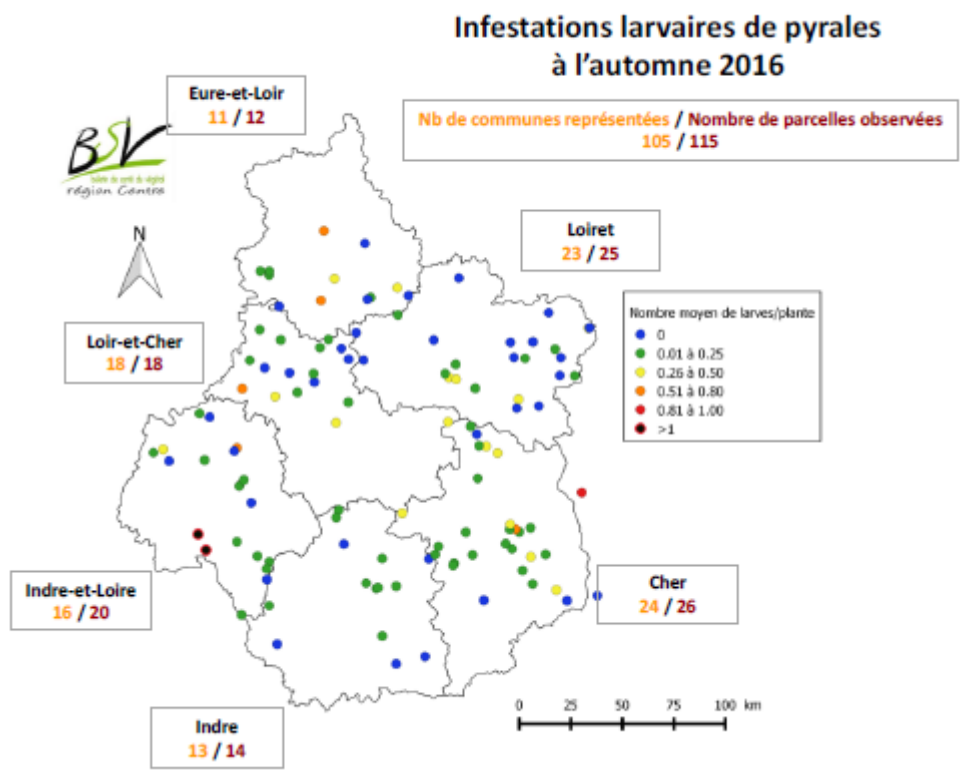 Infestations larvaires de pyrales
à l'automne 2016
Eure-et-Loir
11 / 12
Nb de communes représentées / Nombre de parcelles observées
105 / 115
BSV
région Centre
N
Loiret
23 / 25
Nombre moyen de larves/plante
0
0.01 à 0.25
0.26 à 0.50
0.51 à 0.80
0.81 à 1.00
>1
Loir-et-Cher
18 / 18
Indre-et-Loire
16 / 20
Cher
24 / 26
0 25 50 75 100 km
Indre
13 / 14